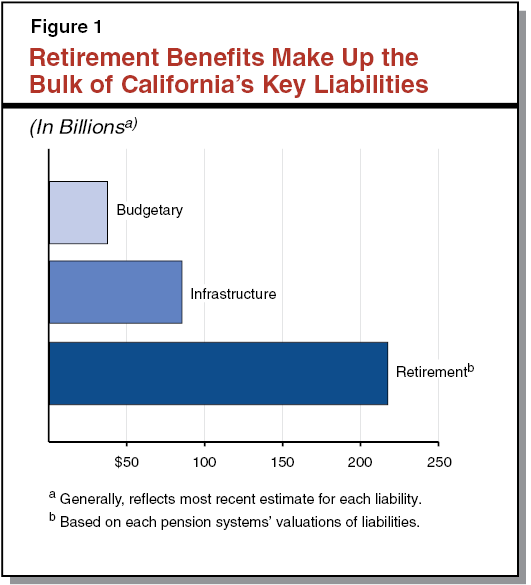 Figure 1
Retirement Benefits Make Up the
Bulk of California’s Key Liabilities
(In Billionsa)
Budgetary
Infrastructure
Retirementb
$50 100 150 200 250
a Generally, reflects most recent estimate for each liability.
b Based on each pension systems’ valuations of liabilities.